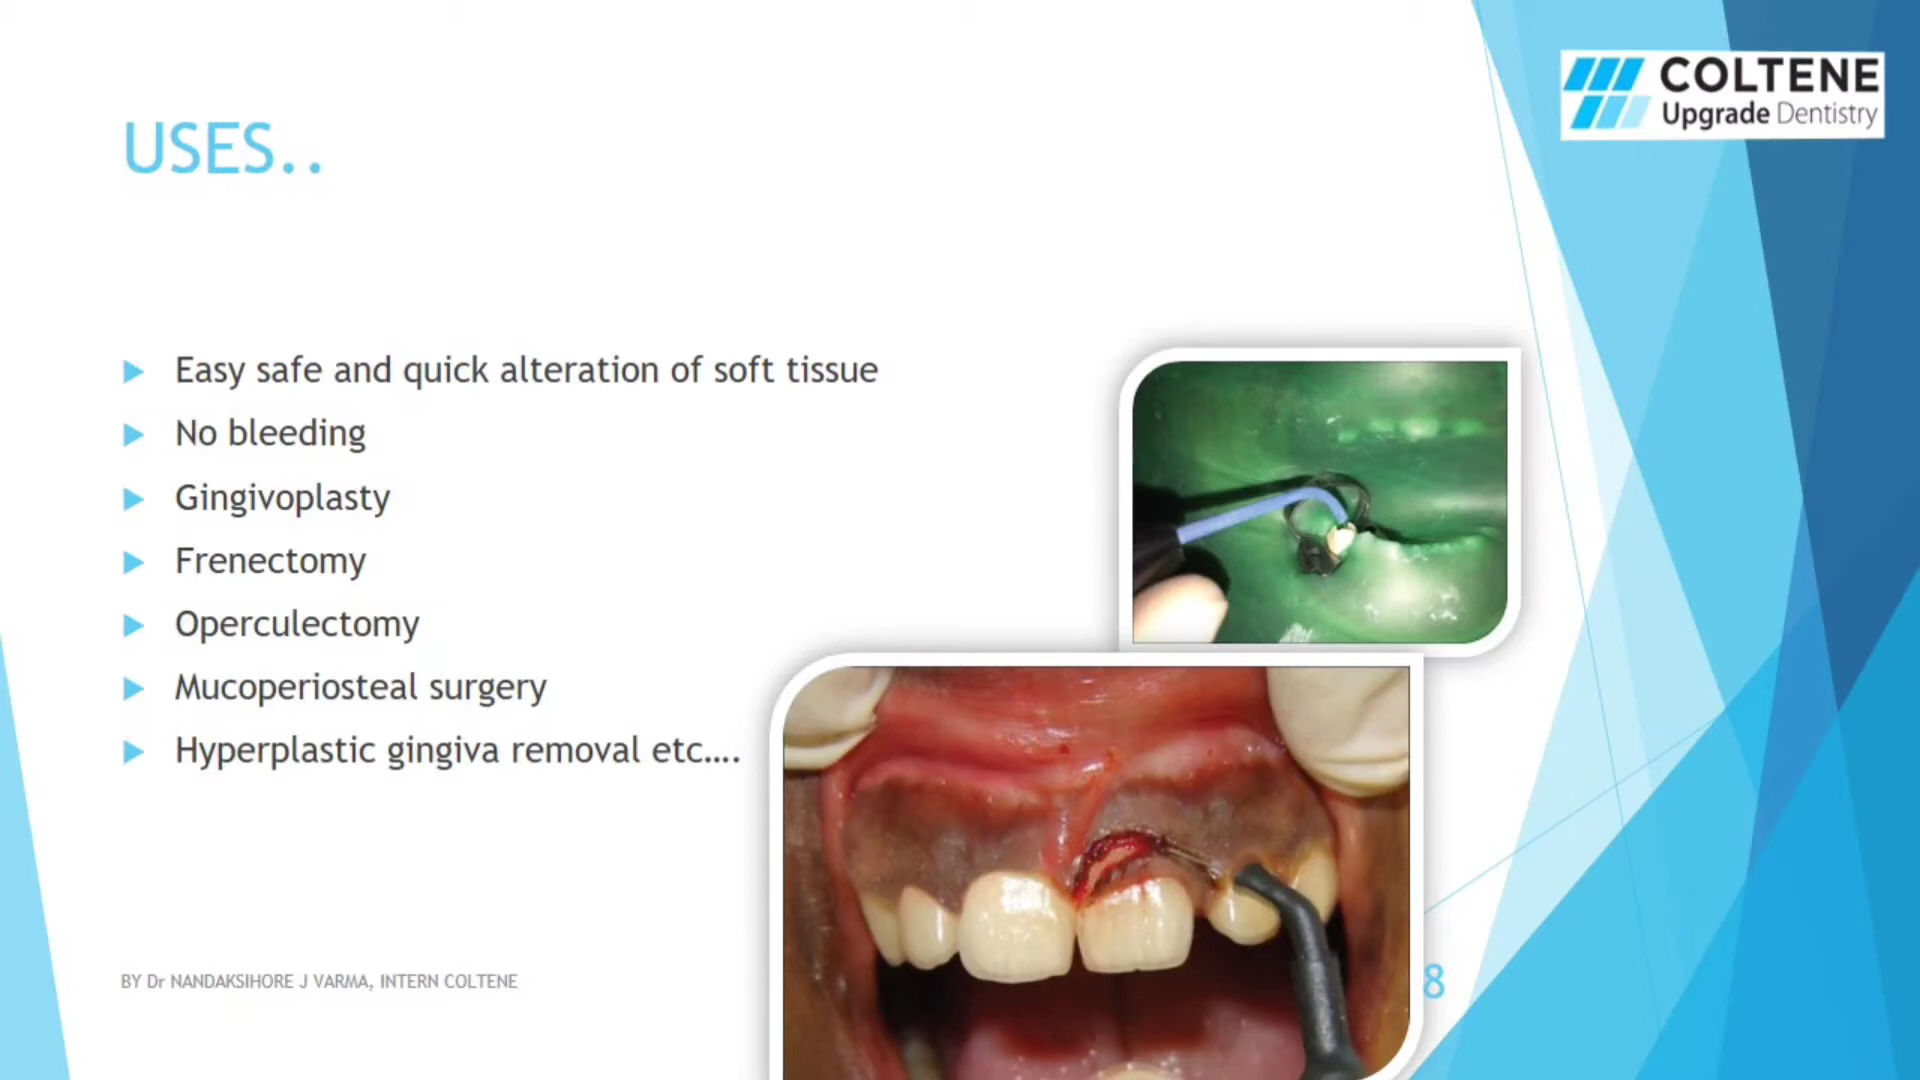 COLTENE
Upgrade Dentistry
USES..
Easy safe and quick alteration of soft tissue
No bleeding
Gingivoplasty
Frenectomy
Operculectomy
Mucoperiosteal surgery
Hyperplastic gingiva removal etc....
BY Dr NANDAKSIHORE J VARMA, INTERN COLTENE
8